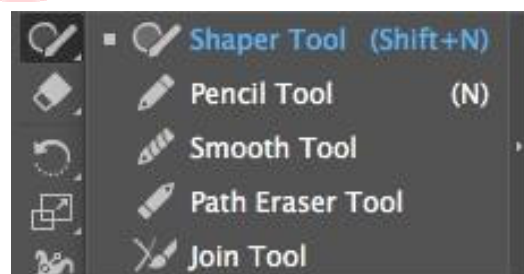 Shaper Tool (Shift+N)
Pencil Tool (N)
Smooth Tool
Path Eraser Tool
Join Tool